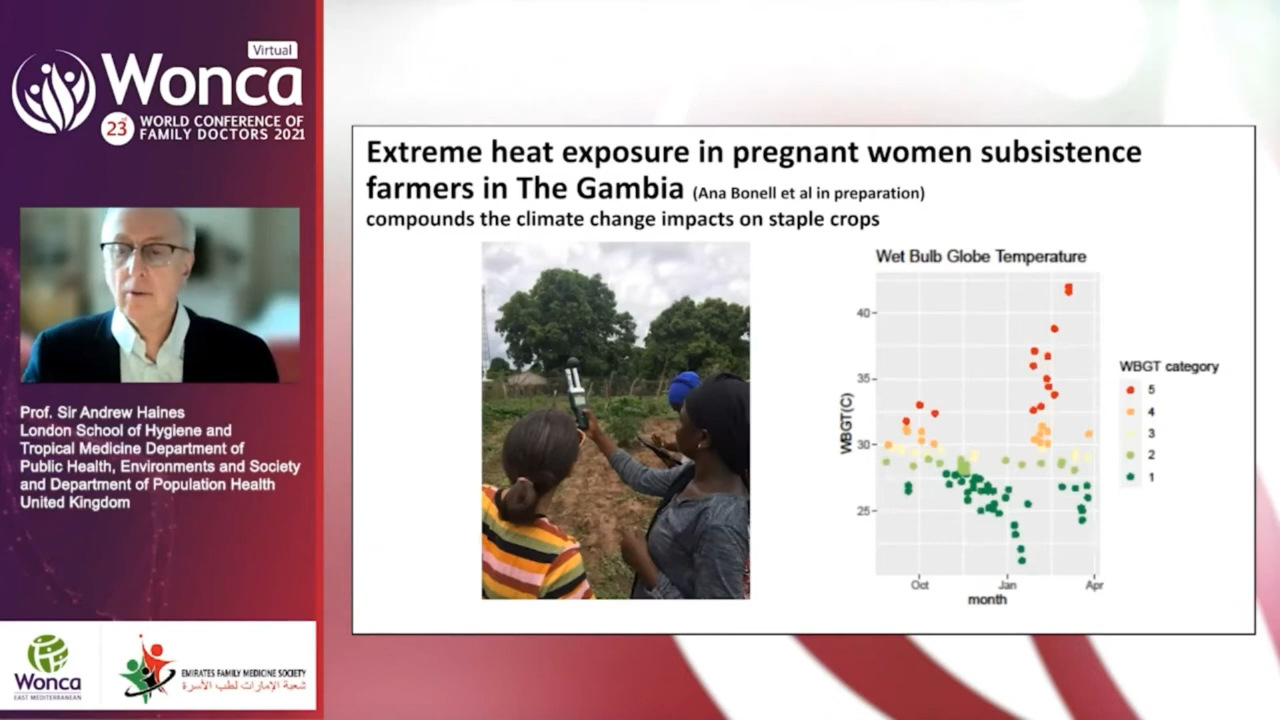 Virtual
Wonca
23rd WORLD CONFERENCE OF
FAMILY DOCTORS 2021
Prof. Sir Andrew Haines
London School of Hygiene and
Tropical Medicine Department of
Public Health, Environments and Society
and Department of Population Health
United Kingdom
Wonca
EAST MEDITERRANEAN
EMIRATES FAMILY MEDICINE SOCIETY
شعبة الإمارات لطب الأسرة
Extreme heat exposure in pregnant women subsistence
farmers in The Gambia (Ana Bonell et al in preparation)
compounds the climate change impacts on staple crops
Wet Bulb Globe Temperature
WBGT(C)
40
35
30
25
Oct
Jan
Apr
month
WBGT category
5
4
3
2
1